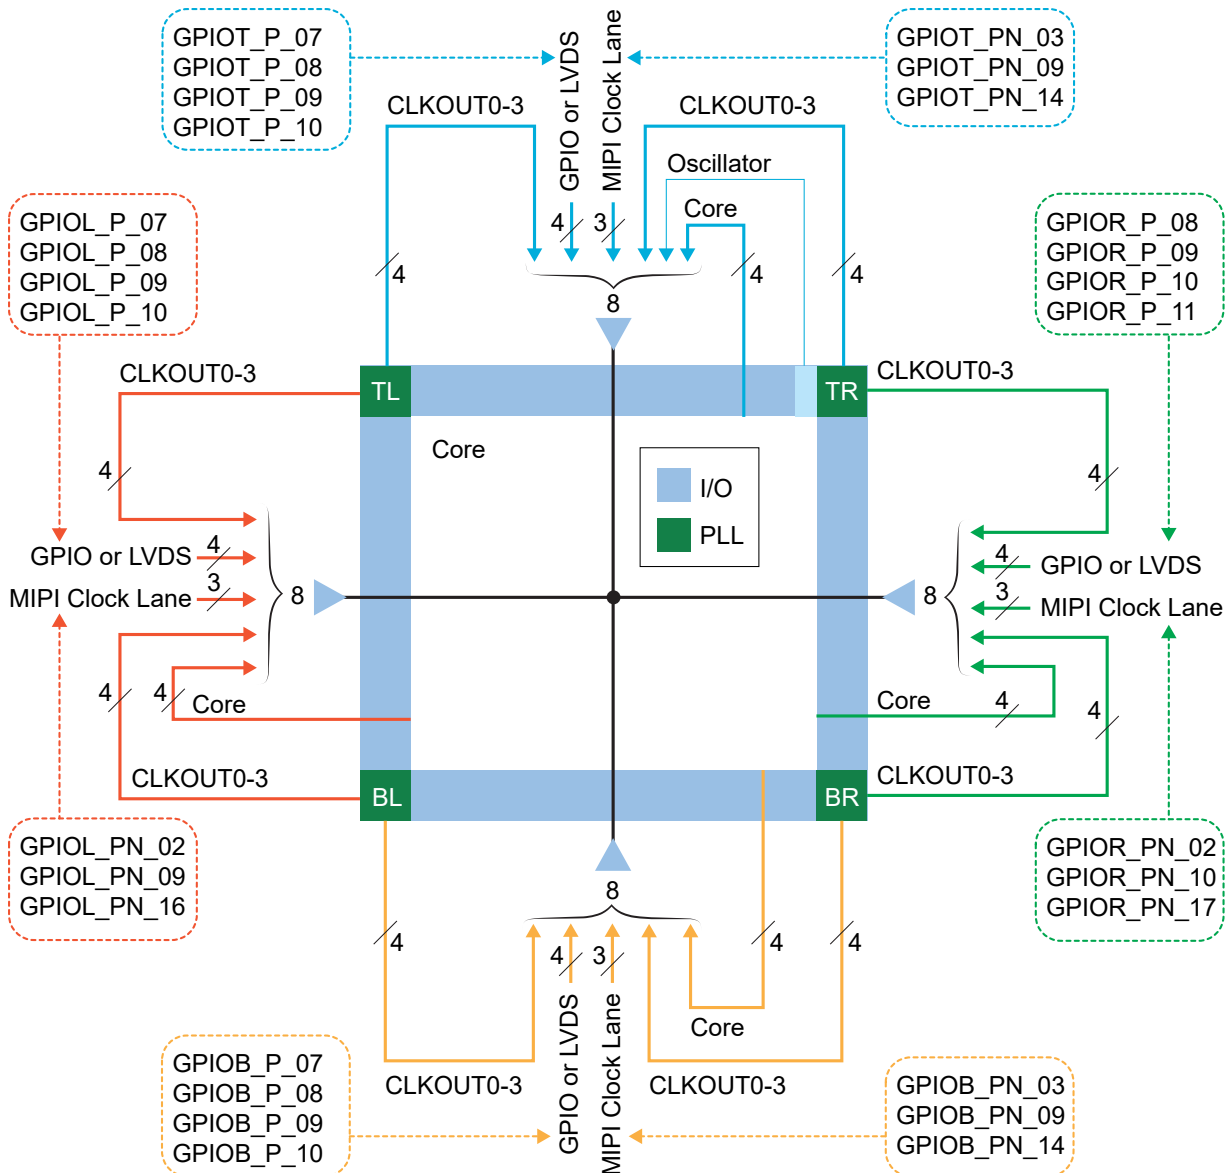 GPIOT_P_07
GPIOT_P_08
GPIOT_P_09
GPIOT_P_10
GPIO or LVDS
MIPI Clock Lane
GPIOT_PN_03
GPIOT_PN_09
GPIOT_PN_14
CLKOUT0-3
CLKOUT0-3
Oscillator
Core
4
3
4
4
4
8
GPIOL_P_07
GPIOL_P_08
GPIOL_P_09
GPIOL_P_10
GPIOR_P_08
GPIOR_P_09
GPIOR_P_10
GPIOR_P_11
CLKOUT0-3
TL
TR
CLKOUT0-3
Core
I/O
PLL
4
4
GPIO or LVDS
4
MIPI Clock Lane
3
8
8
4
GPIO or LVDS
3
MIPI Clock Lane
4
4
Core
Core
4
4
CLKOUT0-3
BL
BR
CLKOUT0-3
GPIOL_PN_02
GPIOL_PN_09
GPIOL_PN_16
GPIOR_PN_02
GPIOR_PN_10
GPIOR_PN_17
8
4
4
3
4
4
Core
CLKOUT0-3
GPIO or LVDS
MIPI Clock Lane
CLKOUT0-3
GPIOB_P_07
GPIOB_P_08
GPIOB_P_09
GPIOB_P_10
GPIOB_PN_03
GPIOB_PN_09
GPIOB_PN_14